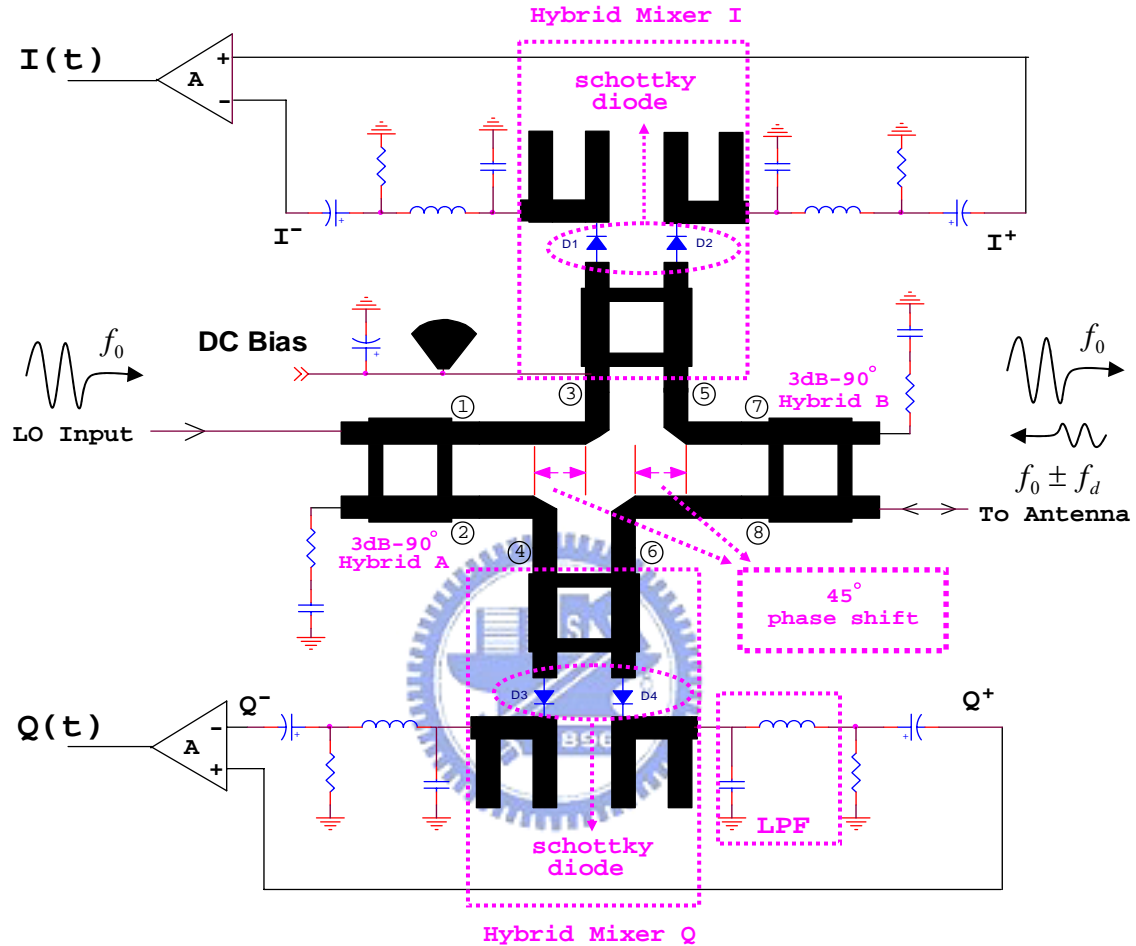 Hybrid Mixer I
I(t)
A
+
−
schottky
diode
I⁻
+
D1
D2
+
I⁺
f₀
DC Bias
+
LO Input
①
③
⑤
⑦
3dB-90°
Hybrid B
f₀
f₀ ± f_d
To Antenna
②
④
⑥
⑧
3dB-90°
Hybrid A
45°
phase shift
D3
D4
Q(t)
A
−
+
Q⁻
+
Q⁺
+
LPF
schottky
diode
Hybrid Mixer Q